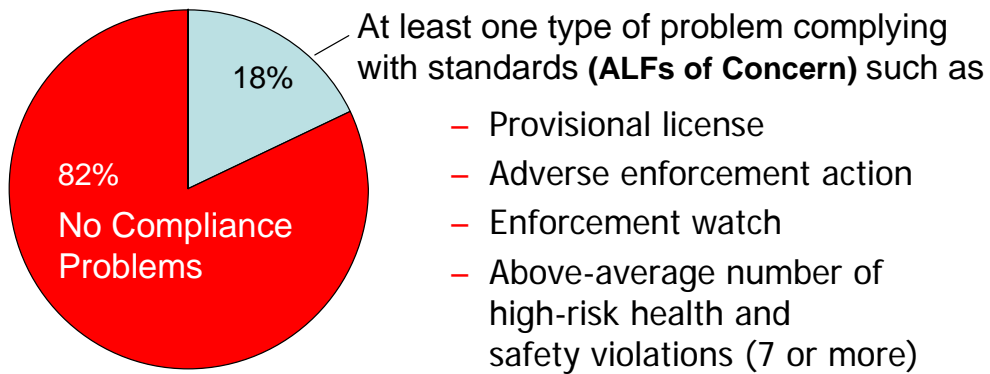 At least one type of problem complying
with standards (ALFs of Concern) such as
18%
– Provisional license
82%
– Adverse enforcement action
No Compliance
Problems
– Enforcement watch
– Above-average number of
high-risk health and
safety violations (7 or more)